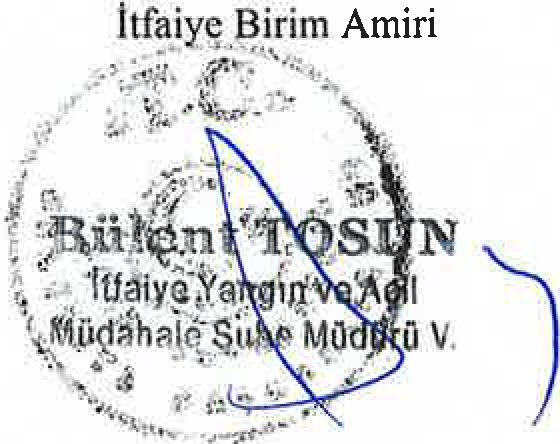 İtfaiye Birim Amiri
T.C.
Bülent TOSUN
İtfaiye Yangın ve Acil
Müdahale Şube Müdürü V.